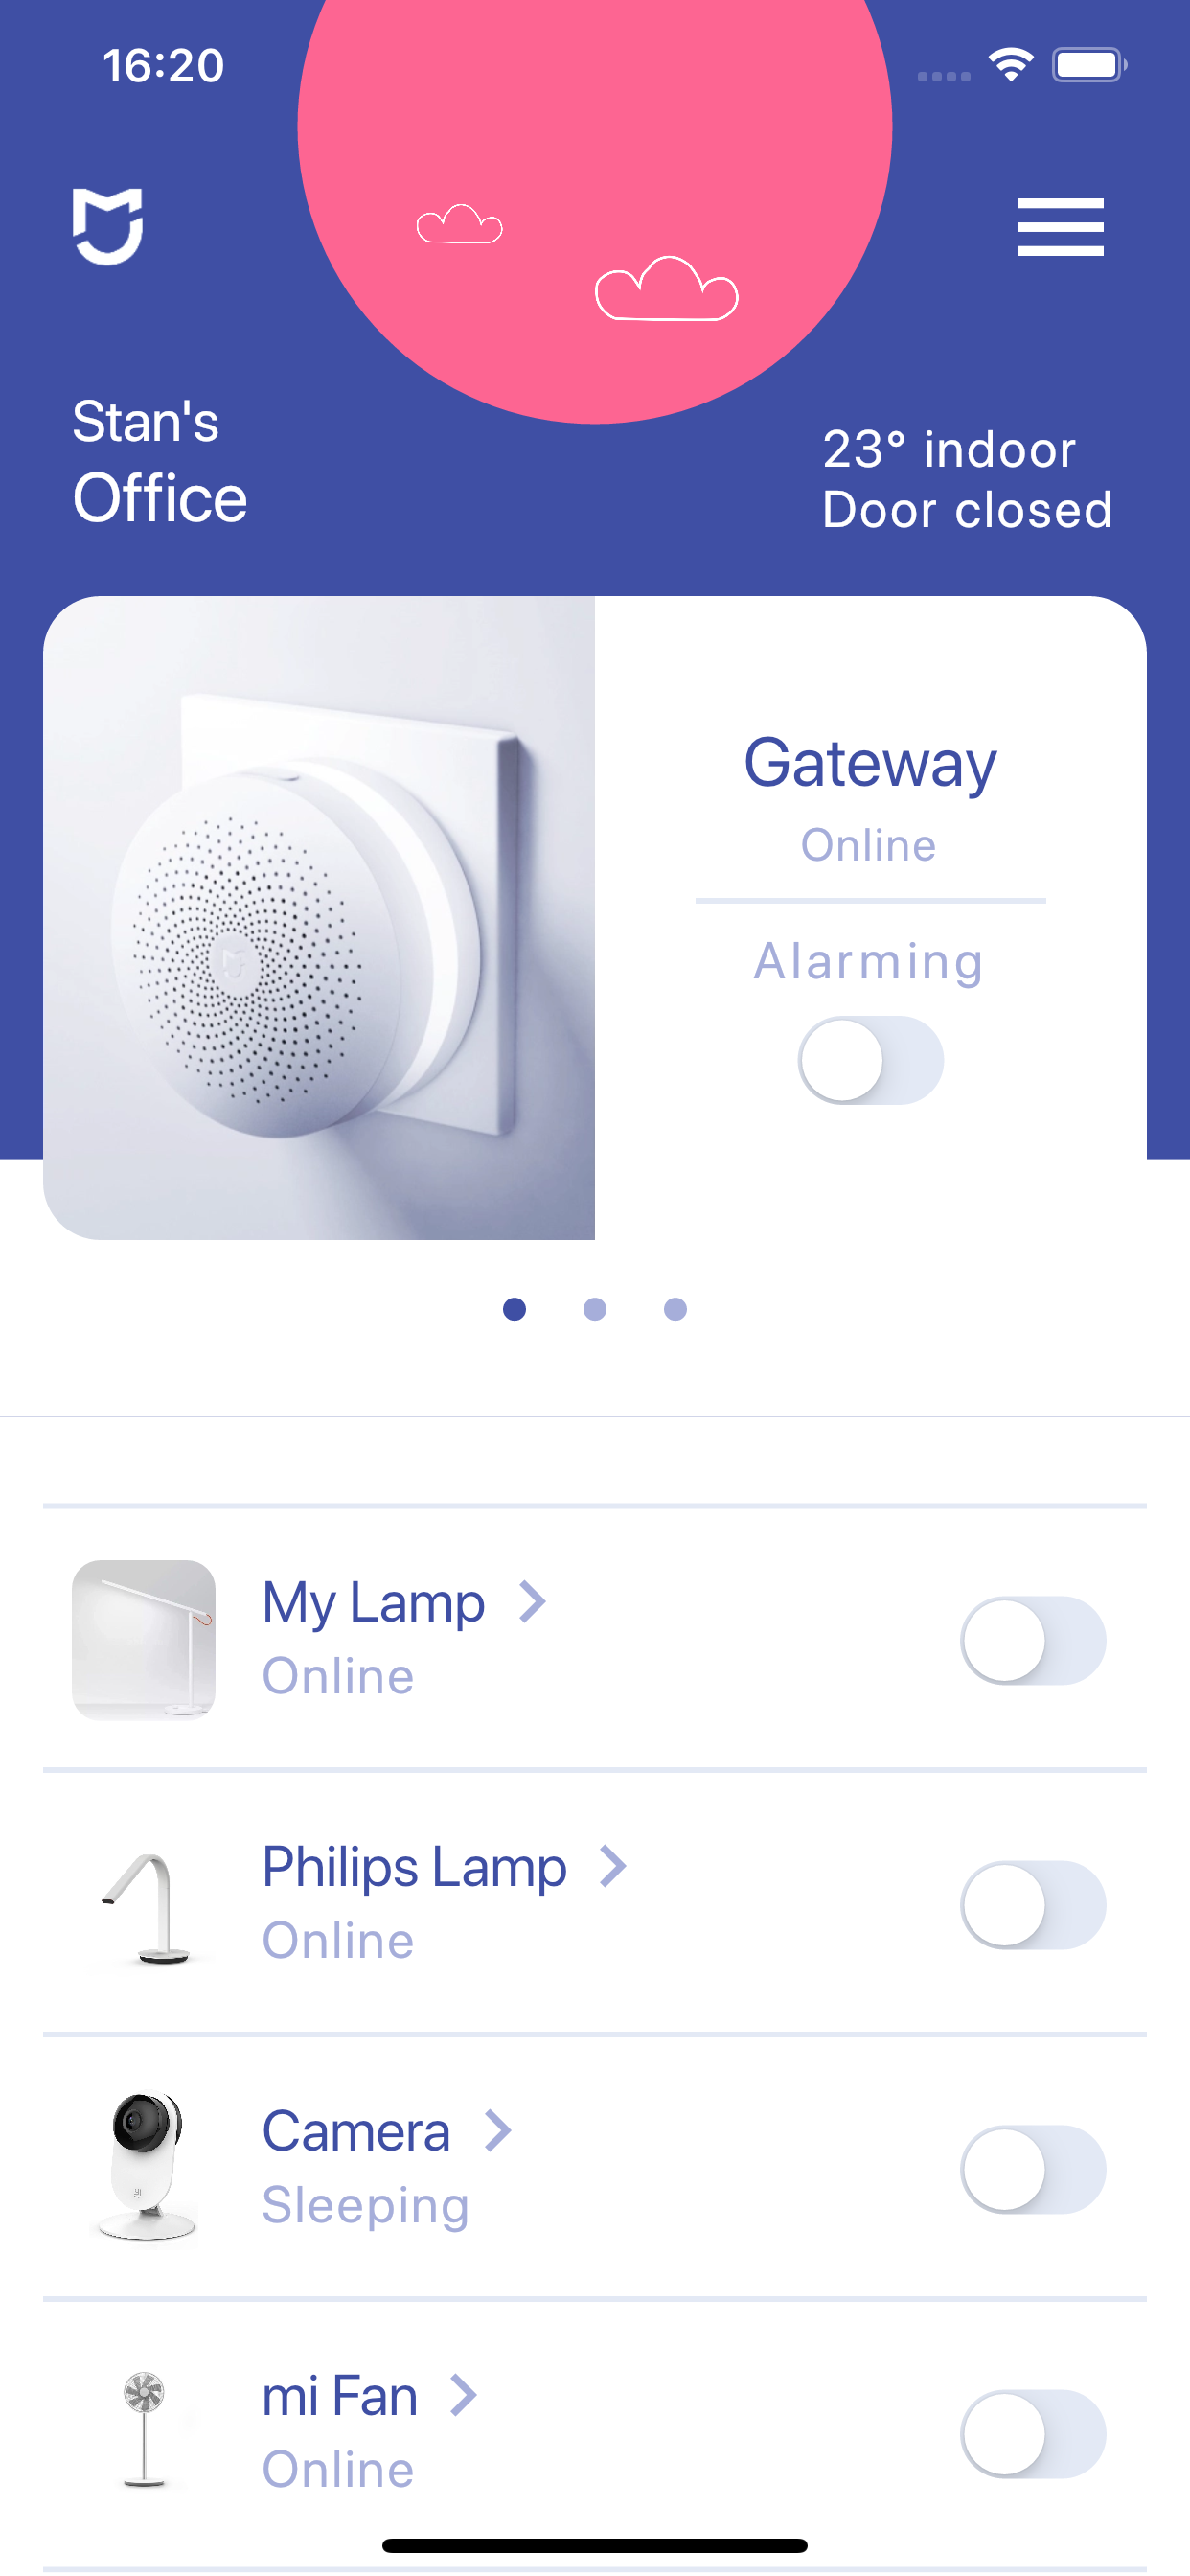 16:20
Stan's
Office
23° indoor
Door closed
Gateway
Online
Alarming
My Lamp
Online
Philips Lamp
Online
Camera
Sleeping
mi Fan
Online